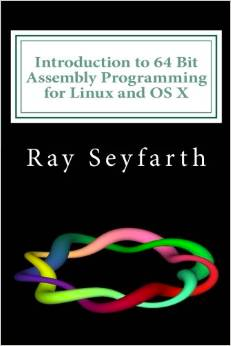 Introduction to 64 Bit
Assembly Programming
for Linux and OS X
Ray Seyfarth